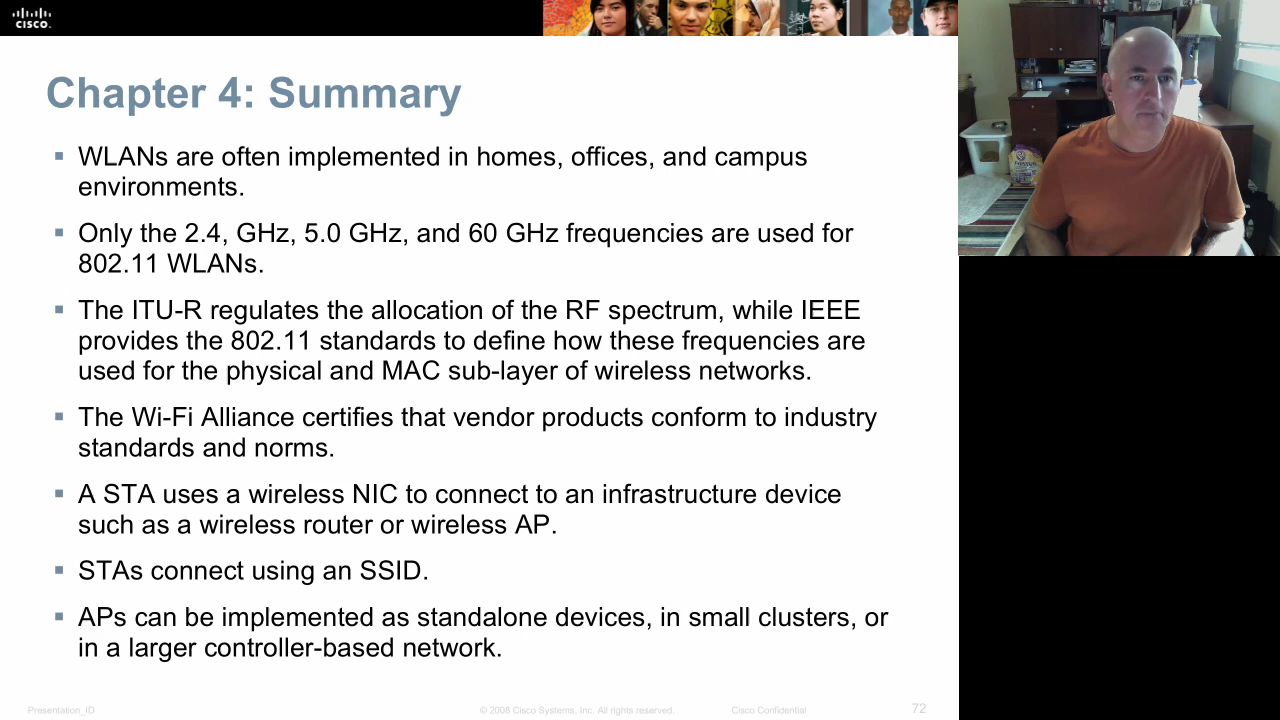 CISCO
Chapter 4: Summary
WLANs are often implemented in homes, offices, and campus
environments.
Only the 2.4, GHz, 5.0 GHz, and 60 GHz frequencies are used for
802.11 WLANs.
The ITU-R regulates the allocation of the RF spectrum, while IEEE
provides the 802.11 standards to define how these frequencies are
used for the physical and MAC sub-layer of wireless networks.
The Wi-Fi Alliance certifies that vendor products conform to industry
standards and norms.
A STA uses a wireless NIC to connect to an infrastructure device
such as a wireless router or wireless AP.
STAs connect using an SSID.
APs can be implemented as standalone devices, in small clusters, or
in a larger controller-based network.
Presentation_ID © 2008 Cisco Systems, Inc. All rights reserved. Cisco Confidential 72